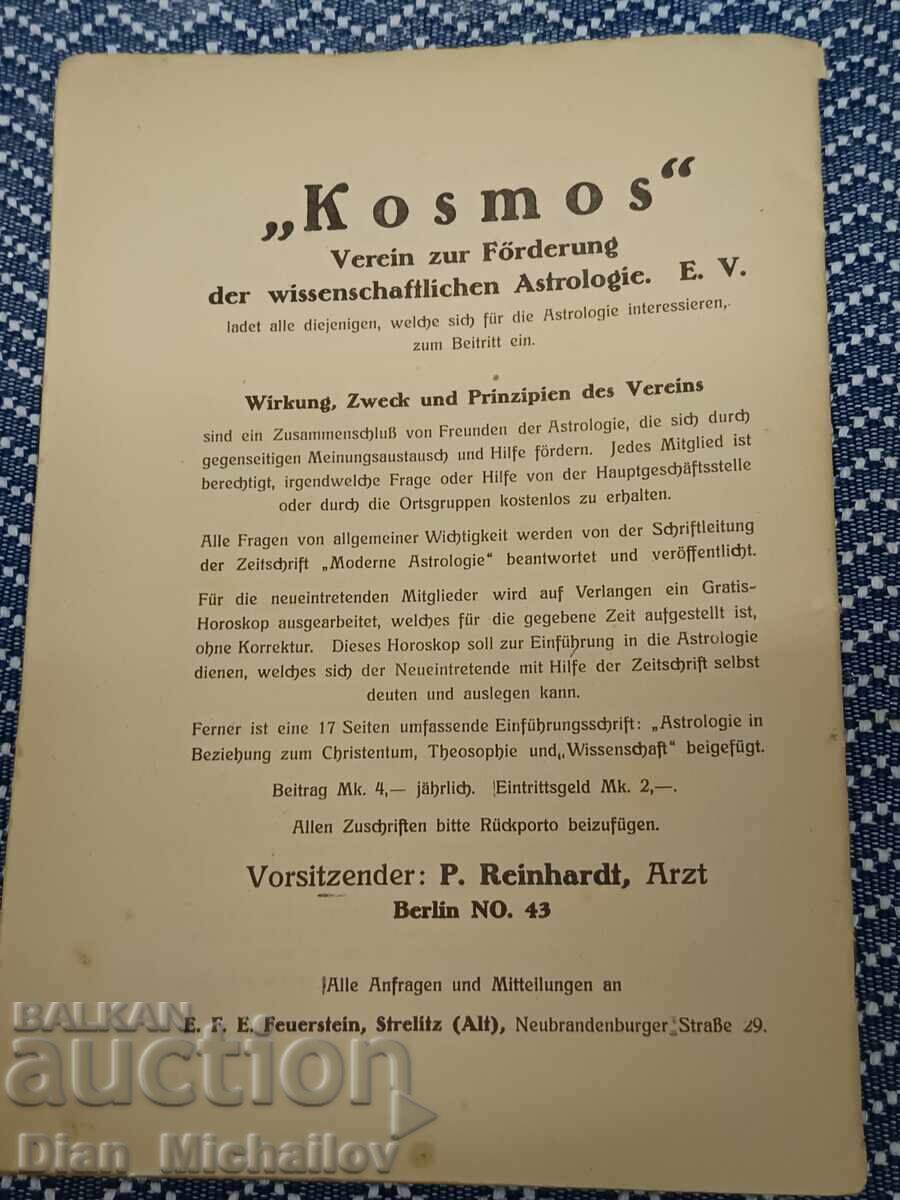 „Kosmos“
Verein zur Förderung
der wissenschaftlichen Astrologie. E. V.
ladet alle diejenigen, welche sich für die Astrologie interessieren,
zum Beitritt ein.
Wirkung, Zweck und Prinzipien des Vereins
sind ein Zusammenschluß von Freunden der Astrologie, die sich durch
gegenseitigen Meinungsaustausch und Hilfe fördern. Jedes Mitglied ist
berechtigt, irgendwelche Frage oder Hilfe von der Hauptgeschäftsstelle
oder durch die Ortsgruppen kostenlos zu erhalten.
Alle Fragen von allgemeiner Wichtigkeit werden von der Schriftleitung
der Zeitschrift „Moderne Astrologie“ beantwortet und veröffentlicht.
Für die neueintretenden Mitglieder wird auf Verlangen ein Gratis-
Horoskop ausgearbeitet, welches für die gegebene Zeit aufgestellt ist,
ohne Korrektur. Dieses Horoskop soll zur Einführung in die Astrologie
dienen, welches sich der Neueintretende mit Hilfe der Zeitschrift selbst
deuten und auslegen kann.
Ferner ist eine 17 Seiten umfassende Einführungsschrift: „Astrologie in
Beziehung zum Christentum, Theosophie und „Wissenschaft“ beigefügt.
Beitrag Mk. 4,— jährlich. Eintrittsgeld Mk. 2,—.
Allen Zuschriften bitte Rückporto beizufügen.
Vorsitzender: P. Reinhardt, Arzt
Berlin NO. 43
Alle Anfragen und Mitteilungen an
E. F. E. Feuerstein, Strelitz (Alt), Neubrandenburger Straße 29.
BALKAN
auction
Dian_Michailov